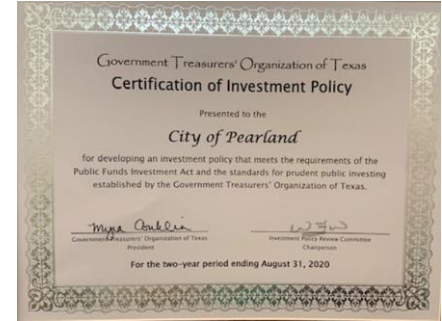 Government Treasurers' Organization of Texas
Certification of Investment Policy
Presented to the
City of Pearland
for developing an investment policy that meets the requirements of the
Public Funds Investment Act and the standards for prudent public investing
established by the Government Treasurers' Organization of Texas.
Myra Conklin
Government Treasurers' Organization of Texas
President
Investment Policy Review Committee
Chairperson
For the two-year period ending August 31, 2020